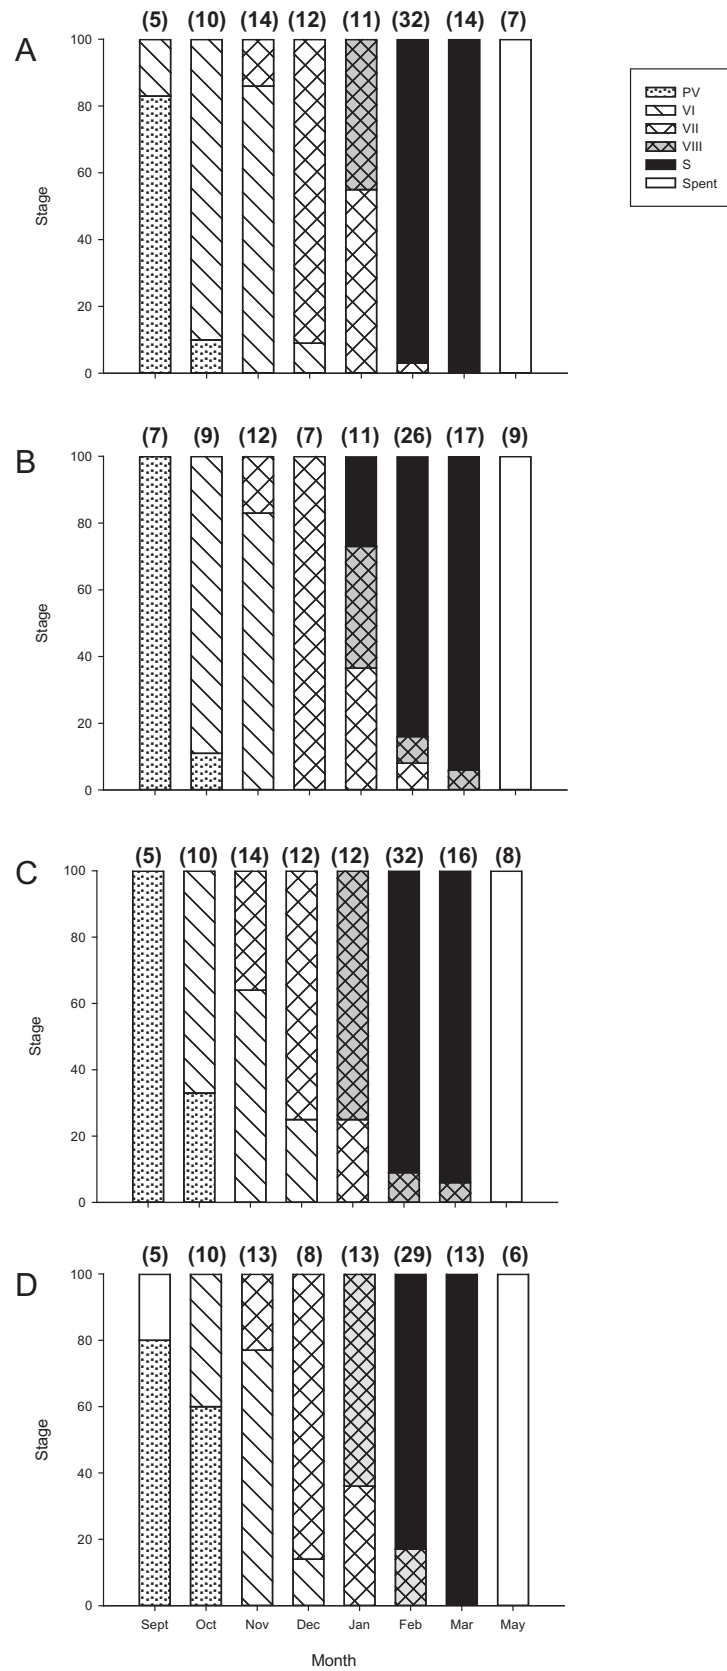 (5) (10) (14) (12) (11) (32) (14) (7)
A
100
80
60
40
20
0
Stage
PV
VI
VII
VIII
S
Spent
(7) (9) (12) (7) (11) (26) (17) (9)
B
100
80
60
40
20
0
Stage
(5) (10) (14) (12) (12) (32) (16) (8)
C
100
80
60
40
20
0
Stage
(5) (10) (13) (8) (13) (29) (13) (6)
D
100
80
60
40
20
0
Stage
Sept Oct Nov Dec Jan Feb Mar May
Month